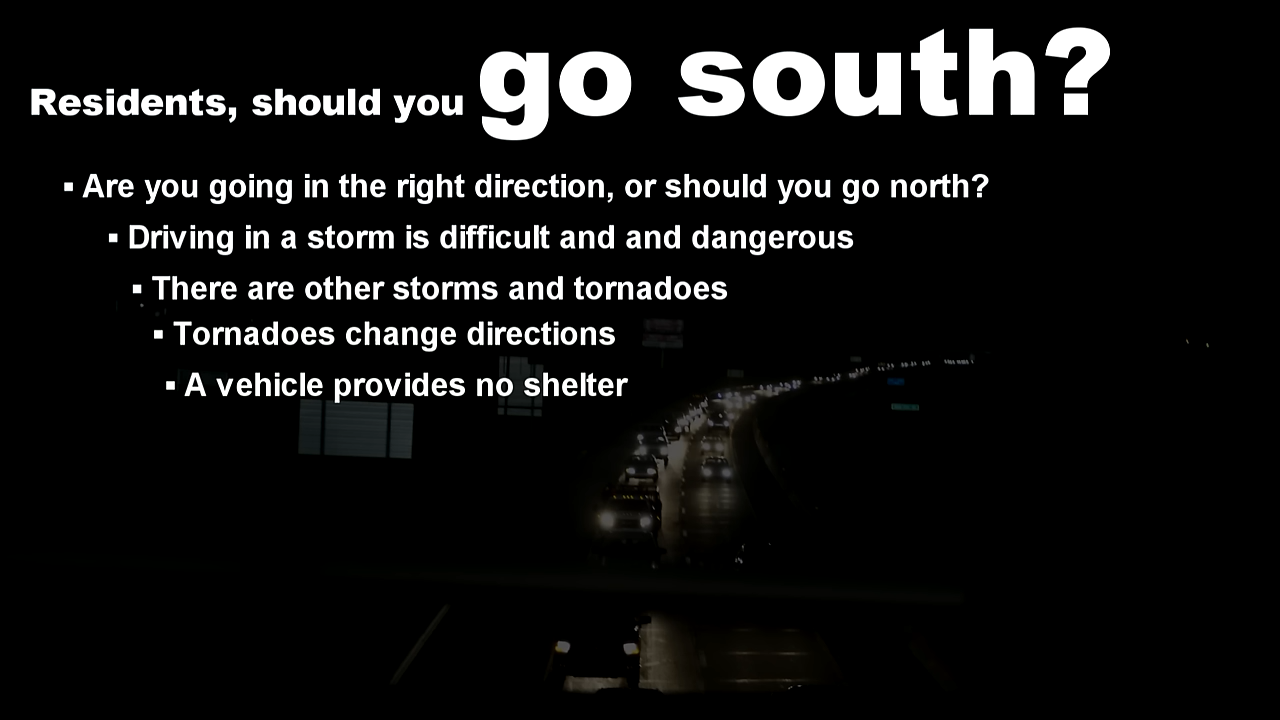 Residents, should you go south?
▪ Are you going in the right direction, or should you go north?
▪ Driving in a storm is difficult and and dangerous
▪ There are other storms and tornadoes
▪ Tornadoes change directions
▪ A vehicle provides no shelter